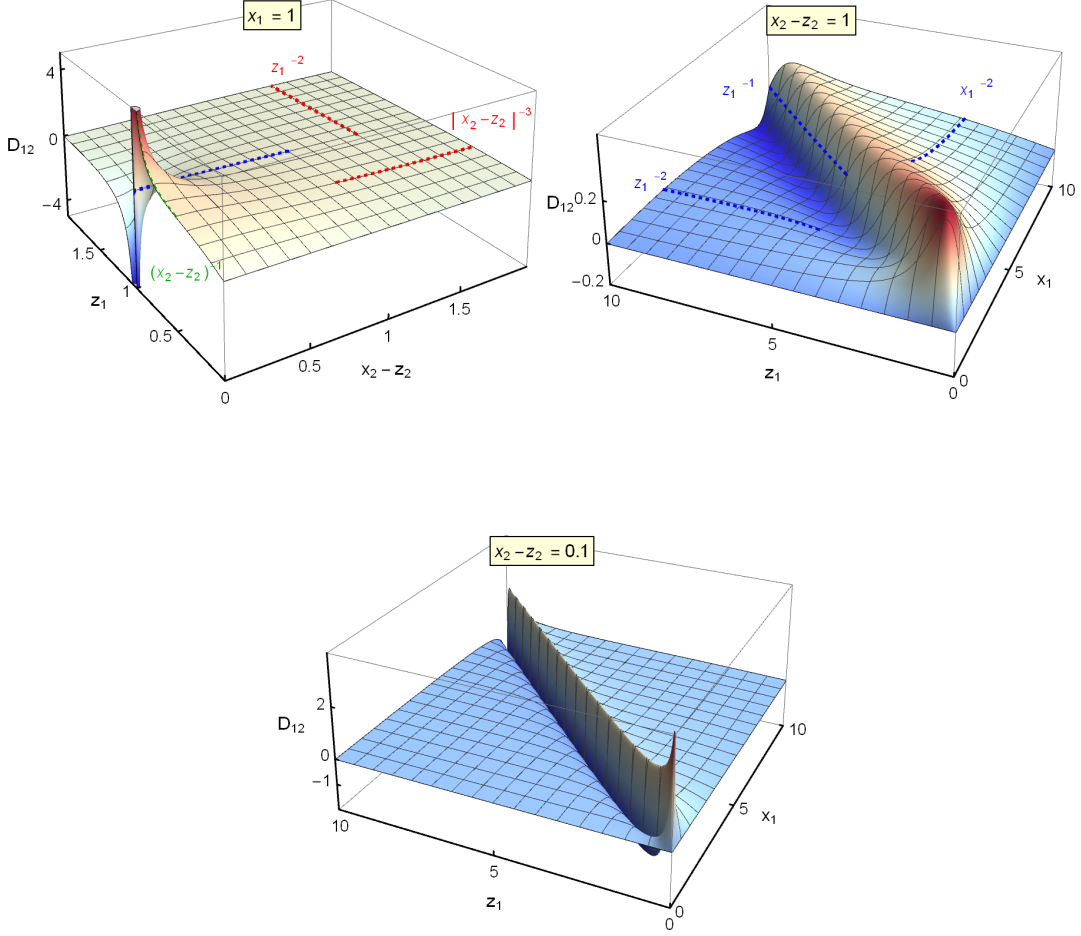 x₁ = 1
z₁⁻²
| x₂ − z₂ |⁻³
(x₂ − z₂)⁻¹
D₁₂
4
0
−4
1.5
1
0.5
z₁
0
0.5
1
1.5
x₂ − z₂
x₂ − z₂ = 1
z₁⁻¹
x₁⁻²
z₁⁻²
D₁₂
0.2
0
−0.2
10
5
0
z₁
0
5
10
x₁
x₂ − z₂ = 0.1
D₁₂
2
0
−1
10
5
0
z₁
0
5
10
x₁